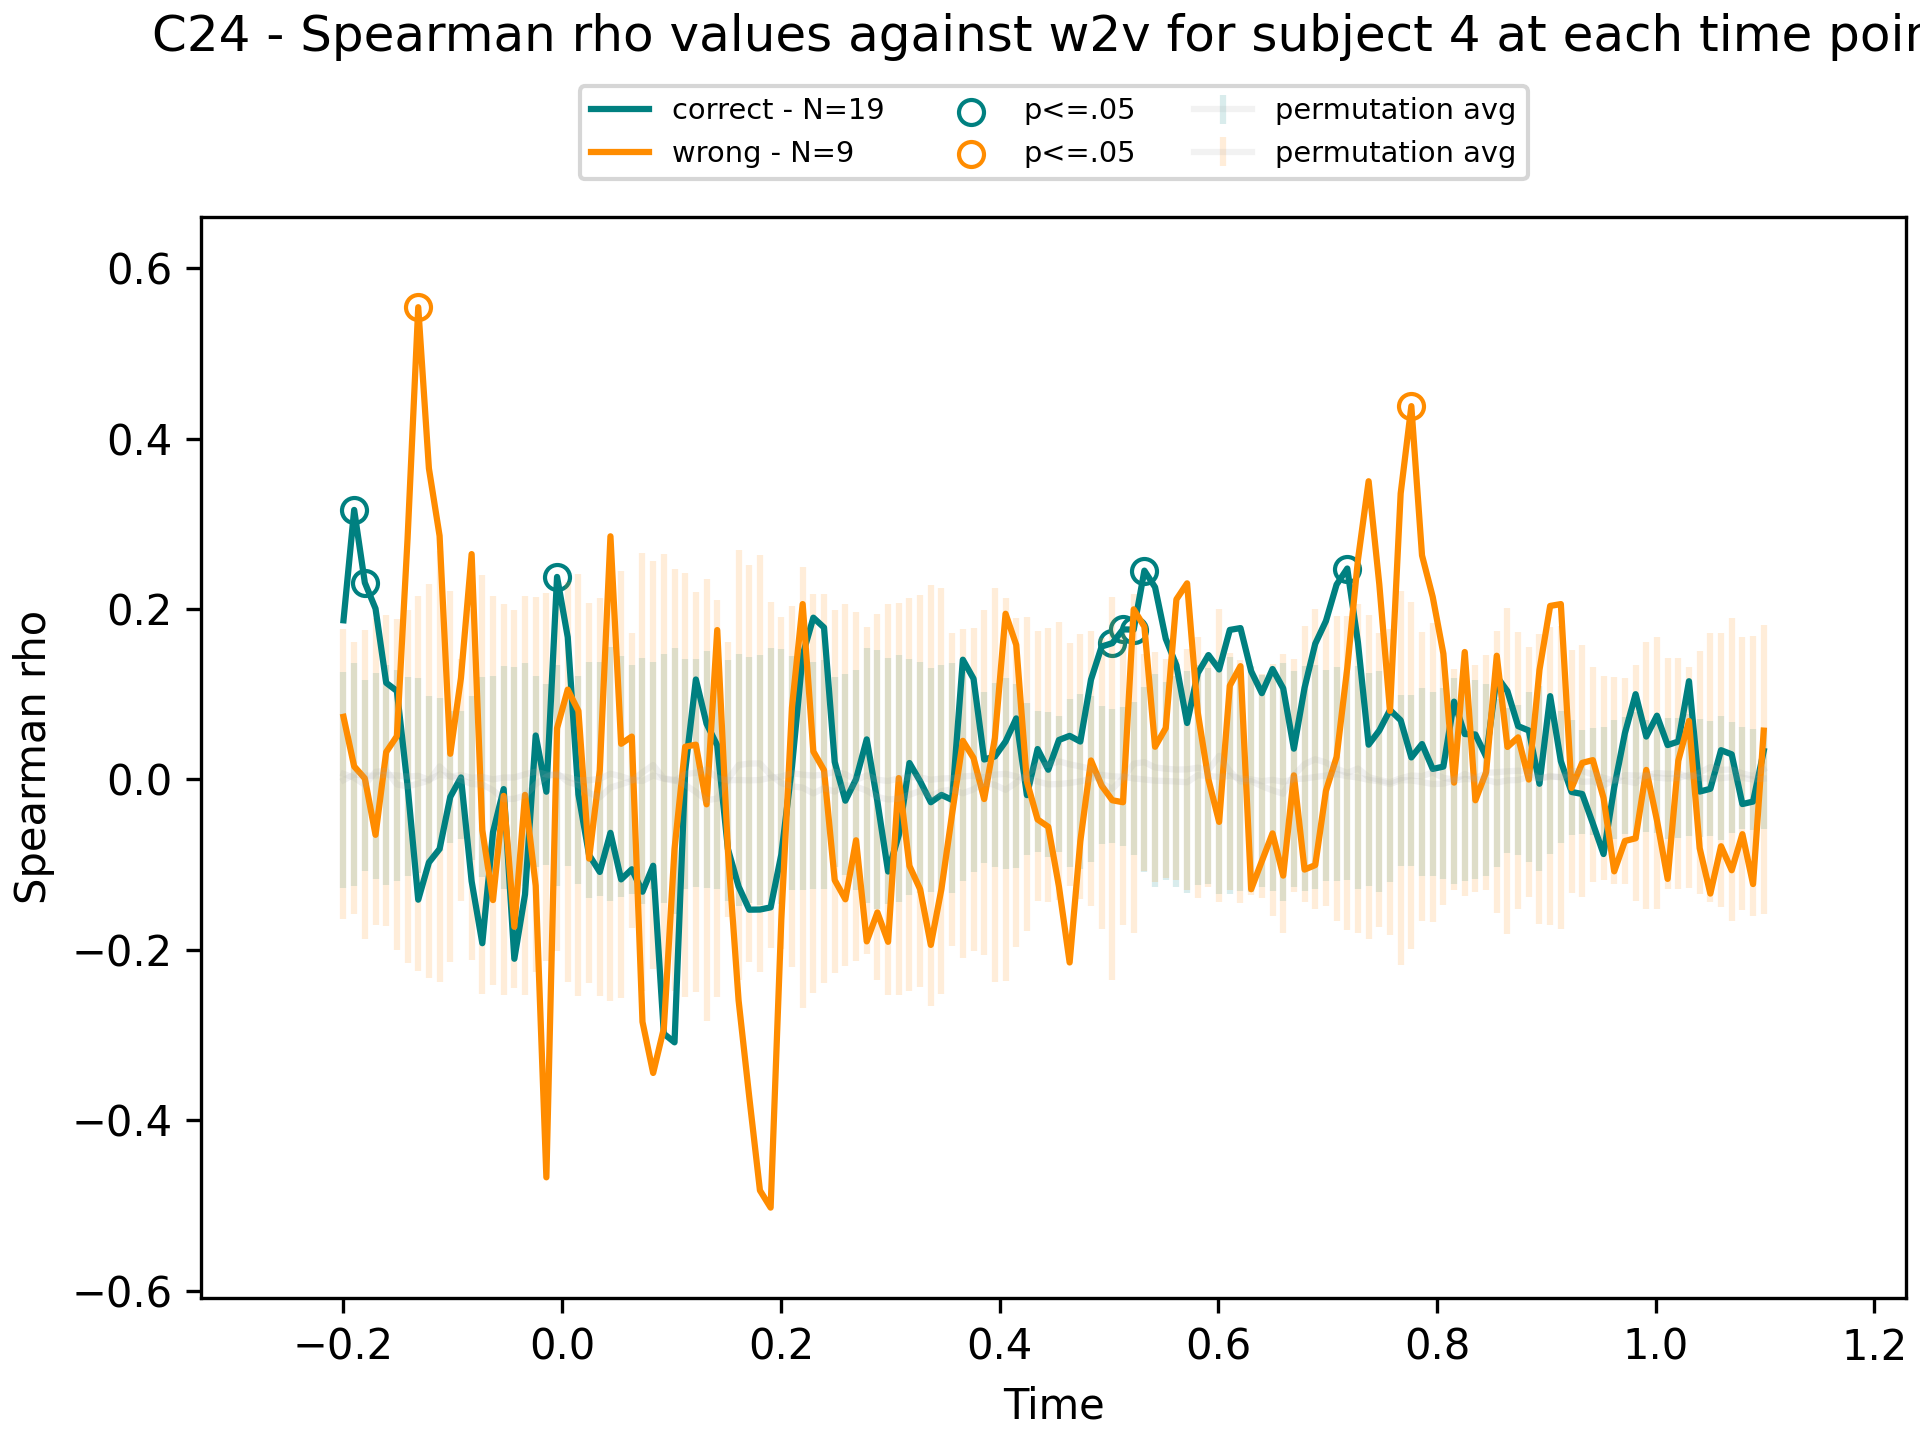 C24 - Spearman rho values against w2v for subject 4 at each time poin
correct - N=19
wrong - N=9
p<=.05
p<=.05
permutation avg
permutation avg
Spearman rho
0.6
0.4
0.2
0.0
−0.2
−0.4
−0.6
−0.2
0.0
0.2
0.4
0.6
0.8
1.0
1.2
Time